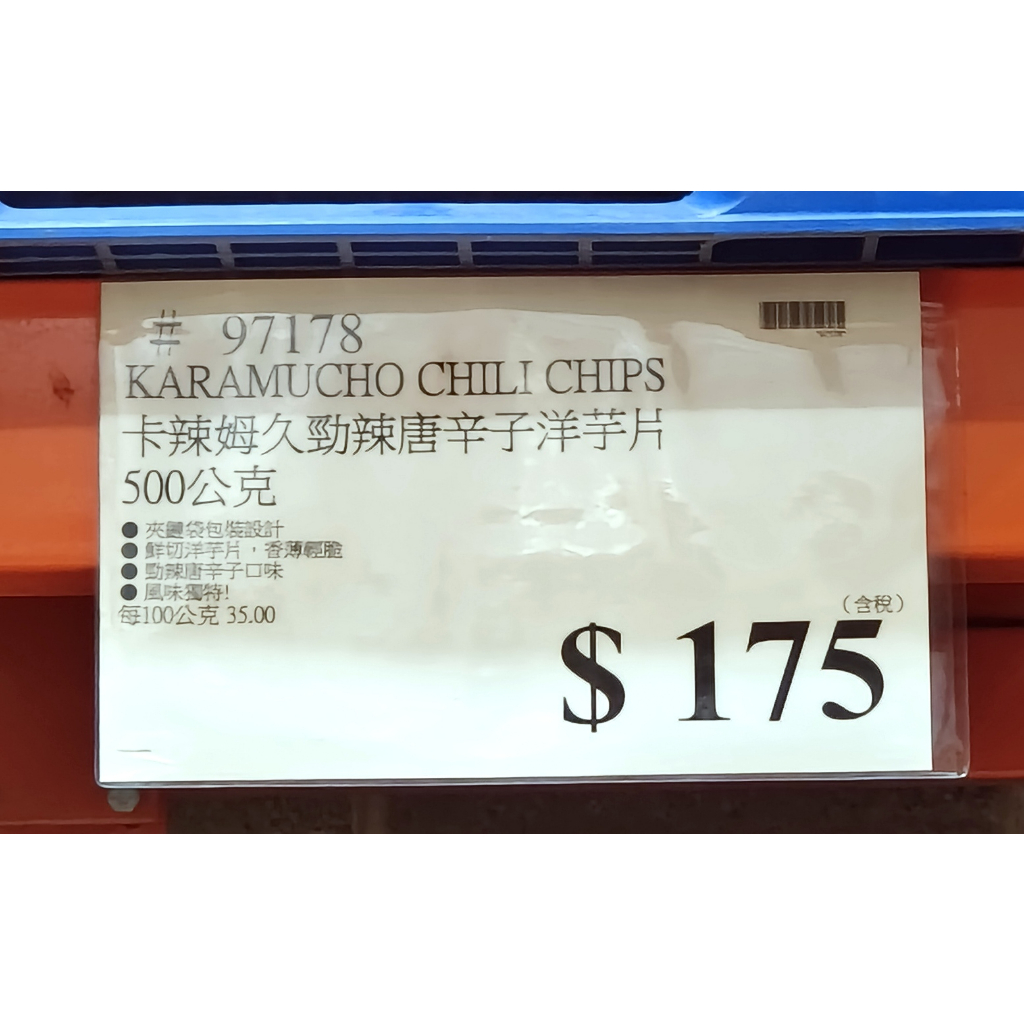 # 97178
KARAMUCHO CHILI CHIPS
卡辣姆久勁辣唐辛子洋芋片
500公克
● 夾鏈袋包裝設計
● 鮮切洋芋片，香薄輕脆
● 勁辣唐辛子口味
● 風味獨特!
每100公克 35.00
（含稅）
$ 175